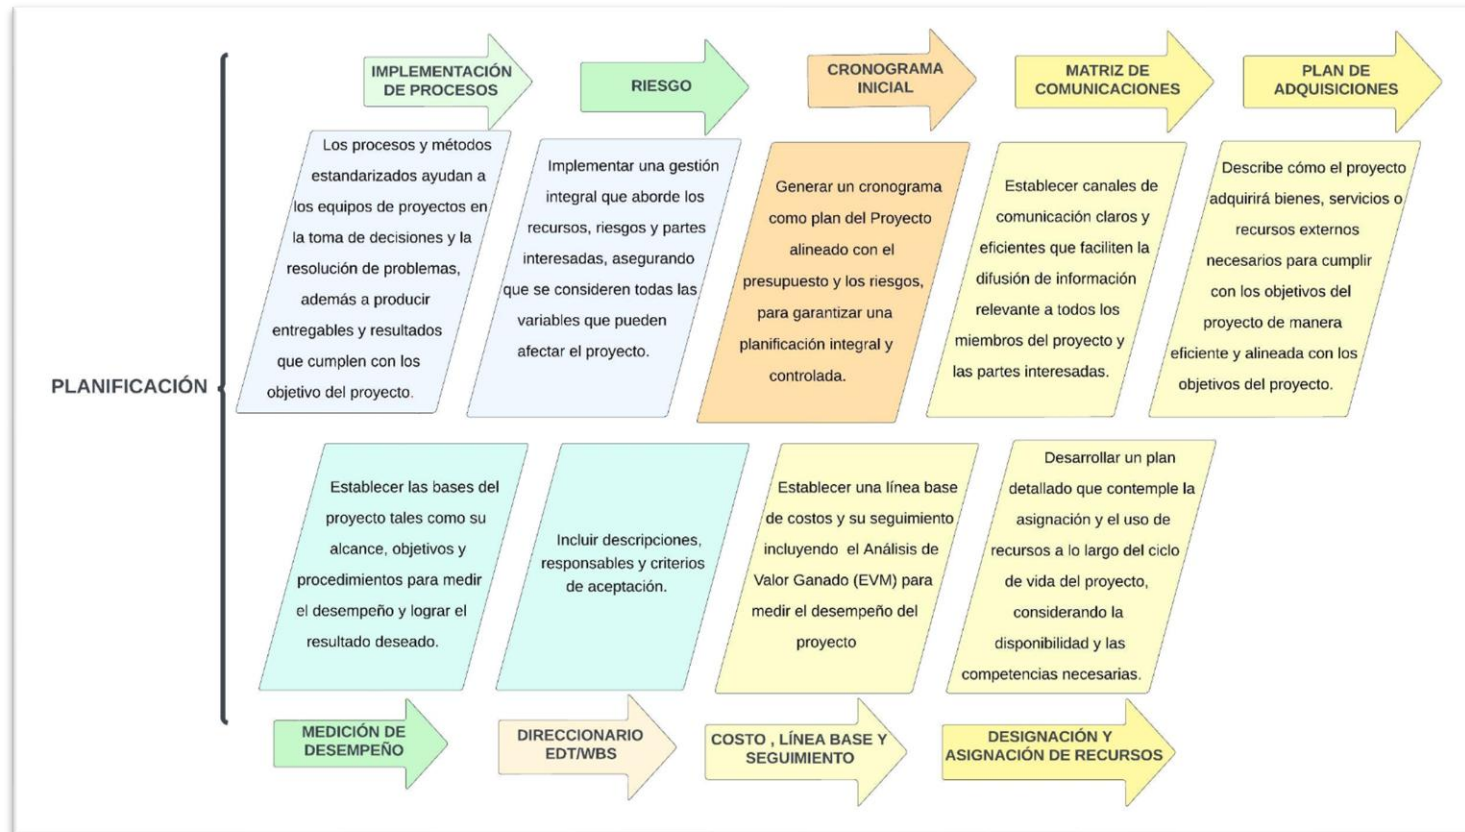 PLANIFICACIÓN
IMPLEMENTACIÓN
DE PROCESOS
Los procesos y métodos
estandarizados ayudan a
los equipos de proyectos en
la toma de decisiones y la
resolución de problemas,
además a producir
entregables y resultados
que cumplen con los
objetivo del proyecto.
RIESGO
Implementar una gestión
integral que aborde los
recursos, riesgos y partes
interesadas, asegurando
que se consideren todas las
variables que pueden
afectar el proyecto.
CRONOGRAMA
INICIAL
Generar un cronograma
como plan del Proyecto
alineado con el
presupuesto y los riesgos,
para garantizar una
planificación integral y
controlada.
MATRIZ DE
COMUNICACIONES
Establecer canales de
comunicación claros y
eficientes que faciliten la
difusión de información
relevante a todos los
miembros del proyecto y
las partes interesadas.
PLAN DE
ADQUISICIONES
Describe cómo el proyecto
adquirirá bienes, servicios o
recursos externos
necesarios para cumplir
con los objetivos del
proyecto de manera
eficiente y alineada con los
objetivos del proyecto.
Establecer las bases del
proyecto tales como su
alcance, objetivos y
procedimientos para medir
el desempeño y lograr el
resultado deseado.
MEDICIÓN DE
DESEMPEÑO
Incluir descripciones,
responsables y criterios
de aceptación.
DIRECCIONARIO
EDT/WBS
Establecer una línea base
de costos y su seguimiento
incluyendo el Análisis de
Valor Ganado (EVM) para
medir el desempeño del
proyecto
COSTO , LÍNEA BASE Y
SEGUIMIENTO
Desarrollar un plan
detallado que contemple la
asignación y el uso de
recursos a lo largo del ciclo
de vida del proyecto,
considerando la
disponibilidad y las
competencias necesarias.
DESIGNACIÓN Y
ASIGNACIÓN DE RECURSOS